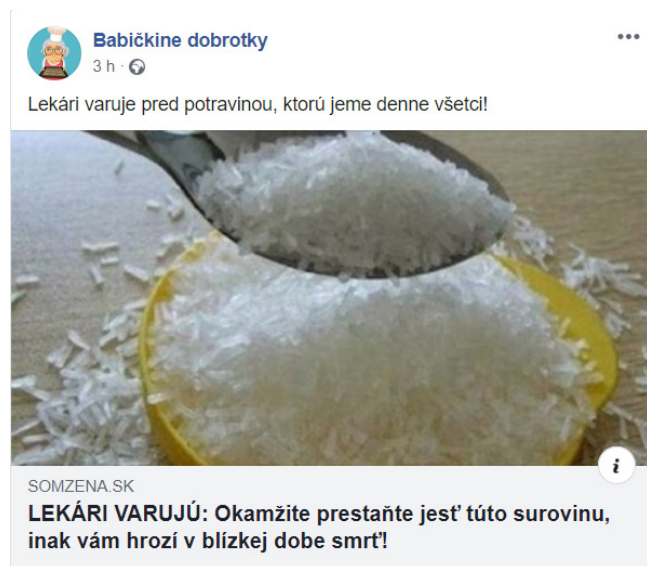 Babičkine dobrotky
3 h ·
Lekári varuje pred potravinou, ktorú jeme denne všetci!
i
SOMZENA.SK
LEKÁRI VARUJÚ: Okamžite prestaňte jesť túto surovinu,
inak vám hrozí v blízkej dobe smrť!